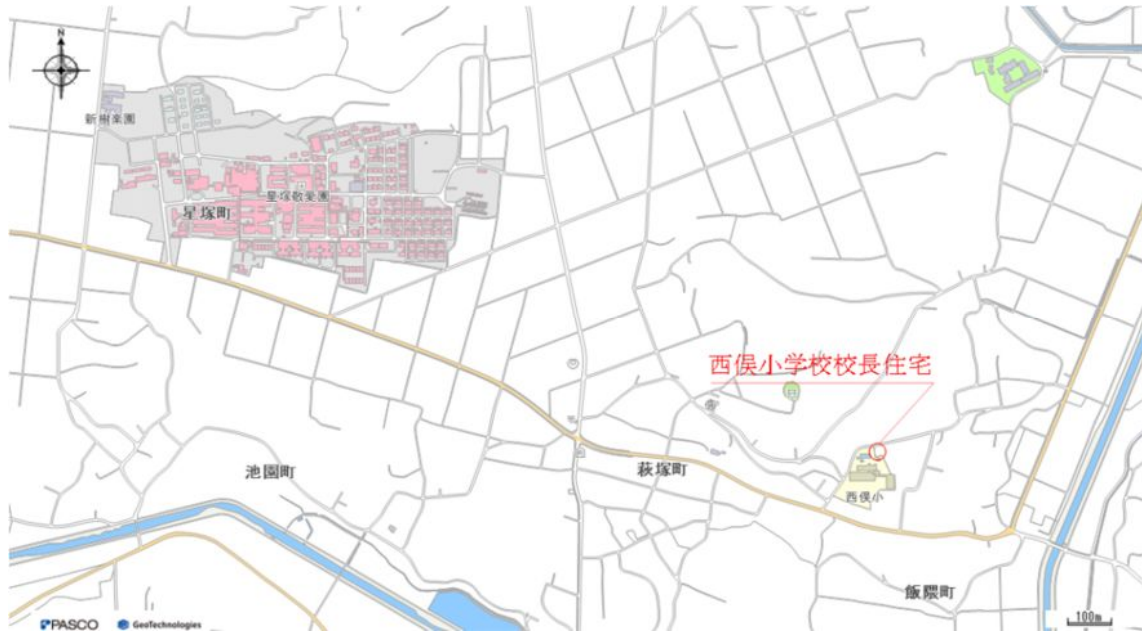 N
新樹楽園
星塚敬愛園
星塚町
西俣小学校校長住宅
池園町
萩塚町
西俣小
飯隈町
PASCO
GeoTechnologies
100m